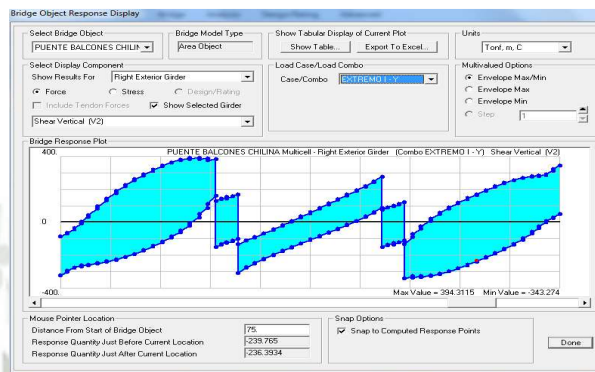 Bridge Object Response Display
Select Bridge Object
PUENTE BALCONES CHILIN
Bridge Model Type
Area Object
Show Tabular Display of Current Plot
Show Table...
Export To Excel...
Units
Tonf, m, C
Select Display Component
Show Results For
Right Exterior Girder
Force
Stress
Design/Rating
Include Tendon Forces
Show Selected Girder
Shear Vertical (V2)
Load Case/Load Combo
Case/Combo
EXTREMO I - Y
Multivalued Options
Envelope Max/Min
Envelope Max
Envelope Min
Step
1
Bridge Response Plot
400.
PUENTE BALCONES CHILINA Multicell - Right Exterior Girder (Combo EXTREMO I - Y) Shear Vertical (V2)
0
-400.
Max Value = 394.3115 Min Value = -343.274
Mouse Pointer Location
Distance From Start of Bridge Object
75.
Response Quantity Just Before Current Location
-239.765
Response Quantity Just After Current Location
-236.3934
Snap Options
Snap to Computed Response Points
Done